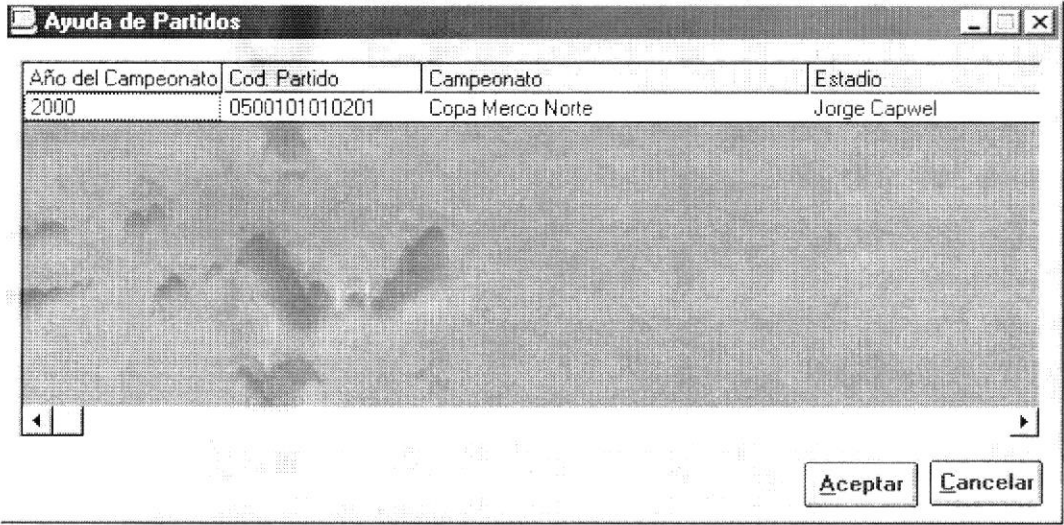 Ayuda de Partidos
Año del Campeonato Cod. Partido Campeonato Estadio
2000 0500101010201 Copa Merco Norte Jorge Capwel
Aceptar Cancelar